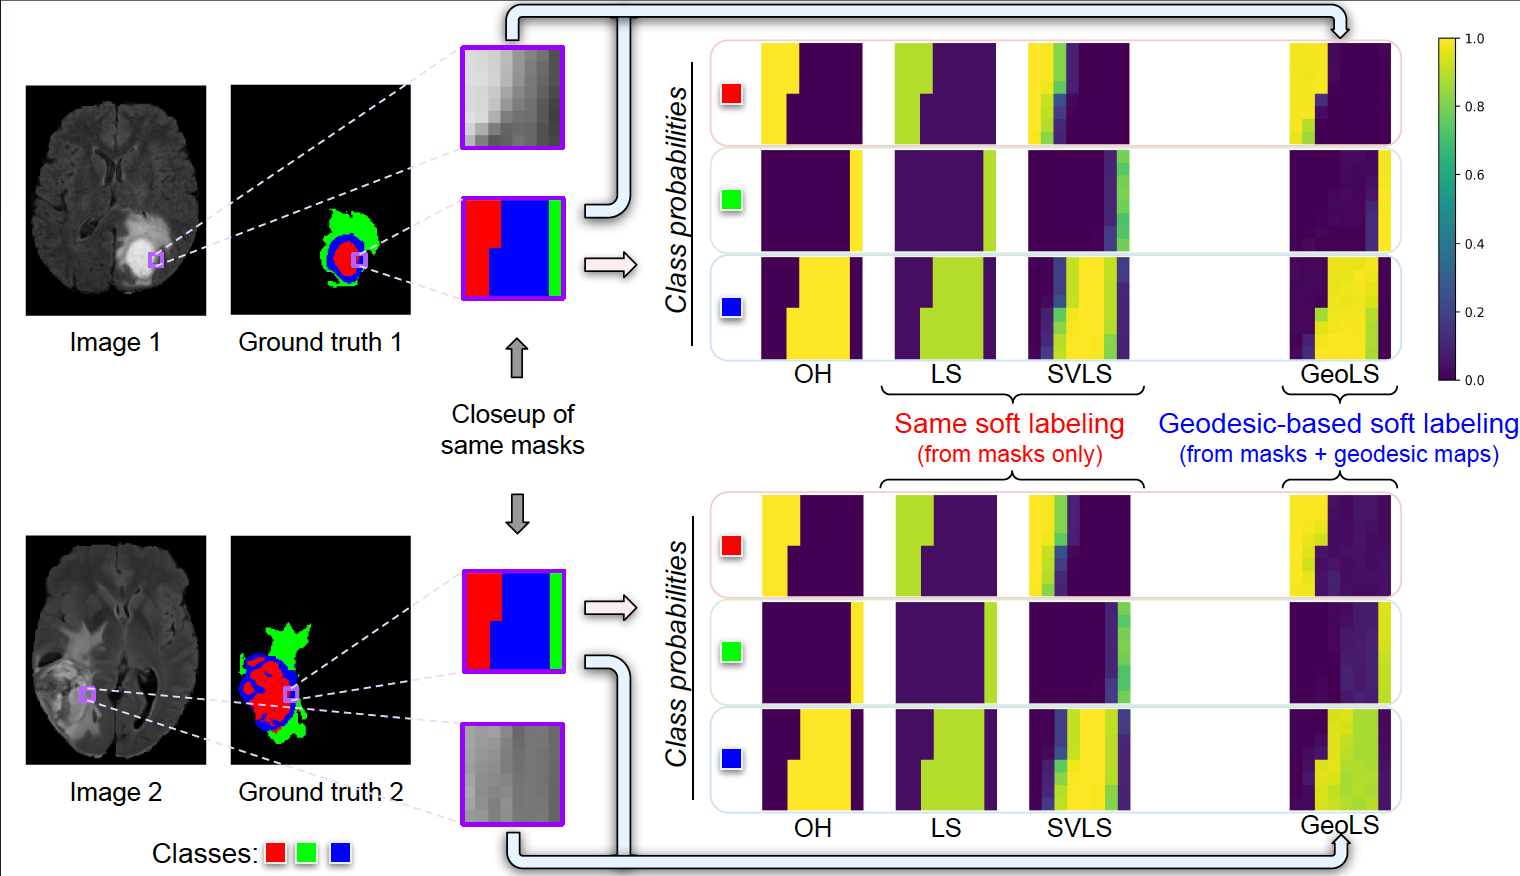 Image 1
Ground truth 1
Closeup of
same masks
Image 2
Ground truth 2
Classes:
Class probabilities
OH
LS
SVLS
GeoLS
1.0
0.8
0.6
0.4
0.2
0.0
Same soft labeling
(from masks only)
Geodesic-based soft labeling
(from masks + geodesic maps)
Class probabilities
OH
LS
SVLS
GeoLS